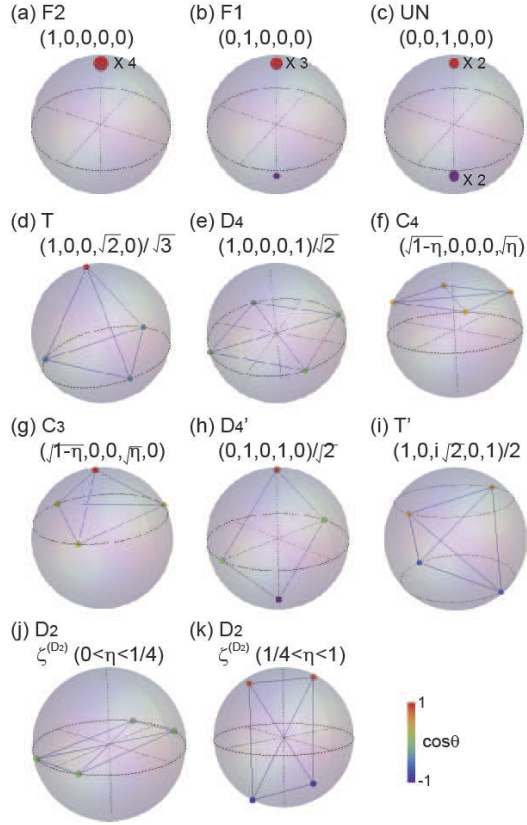 (a) F2
(1,0,0,0,0)
X 4
(b) F1
(0,1,0,0,0)
X 3
(c) UN
(0,0,1,0,0)
X 2
X 2
(d) T
(1,0,0,√2,0)/√3
(e) D4
(1,0,0,0,1)/√2
(f) C4
(√1-η,0,0,0,√η)
(g) C3
(√1-η,0,0,√η,0)
(h) D4'
(0,1,0,1,0)/√2
(i) T'
(1,0,i√2,0,1)/2
(j) D2
ζ(D2) (0<η<1/4)
(k) D2
ζ(D2) (1/4<η<1)
1
cosθ
-1